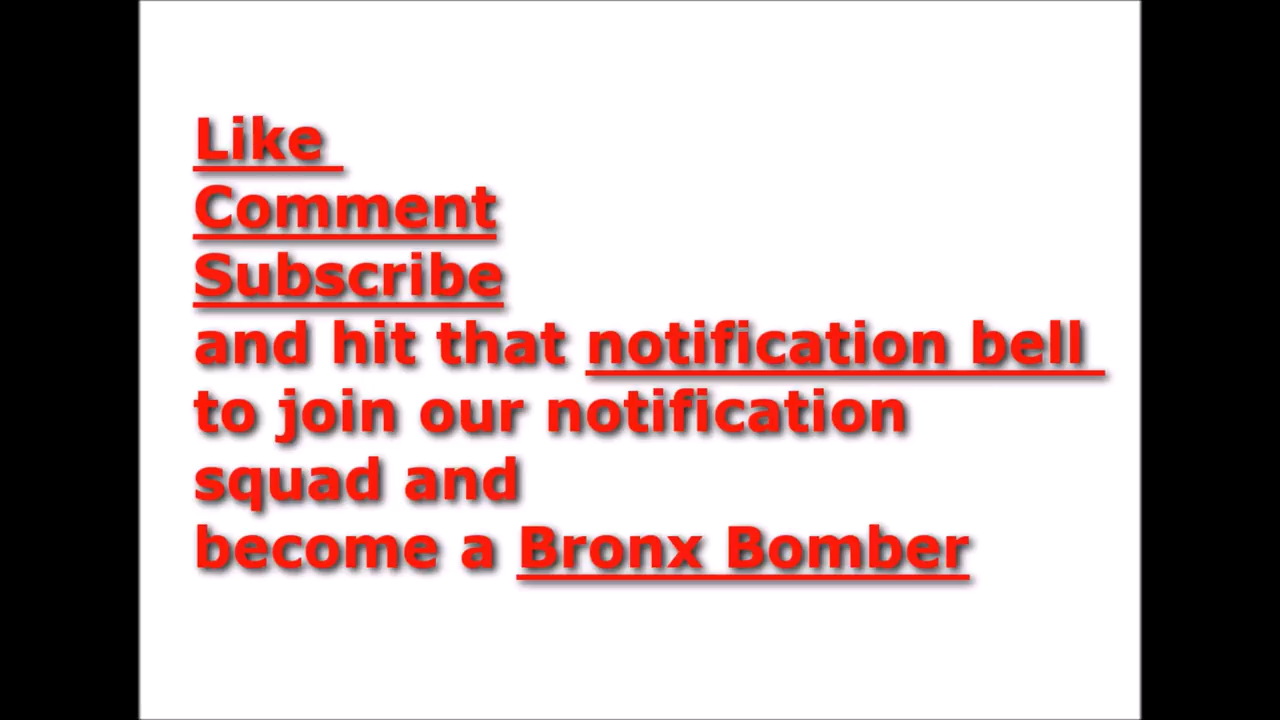 Like
Comment
Subscribe
and hit that notification bell
to join our notification
squad and
become a Bronx Bomber